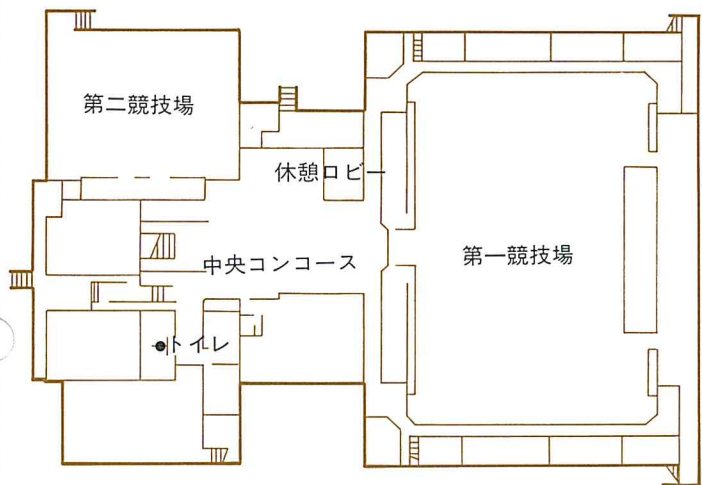 第二競技場
休憩ロビー
中央コンコース
第一競技場
トイレ